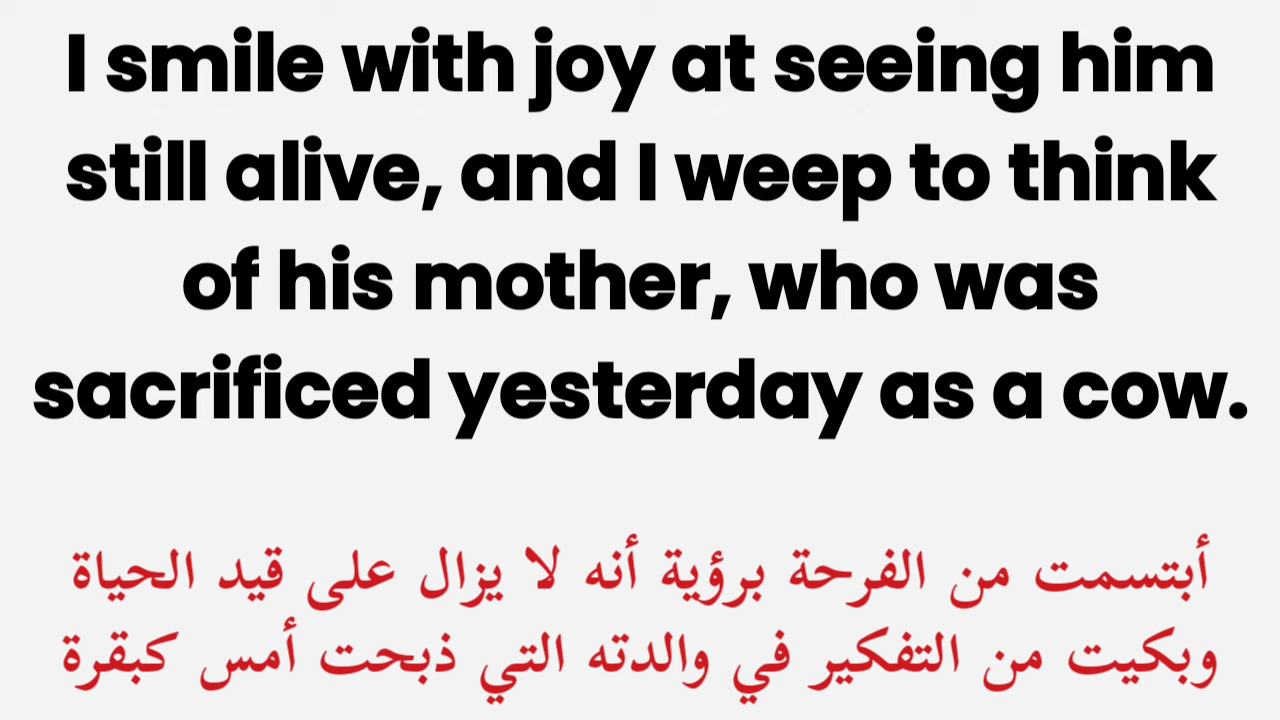 I smile with joy at seeing him
still alive, and I weep to think
of his mother, who was
sacrificed yesterday as a cow.
أبتسمت من الفرحة برؤية أنه لا يزال على قيد الحياة
وبكيت من التفكير في والدته التي ذبحت أمس كبقرة